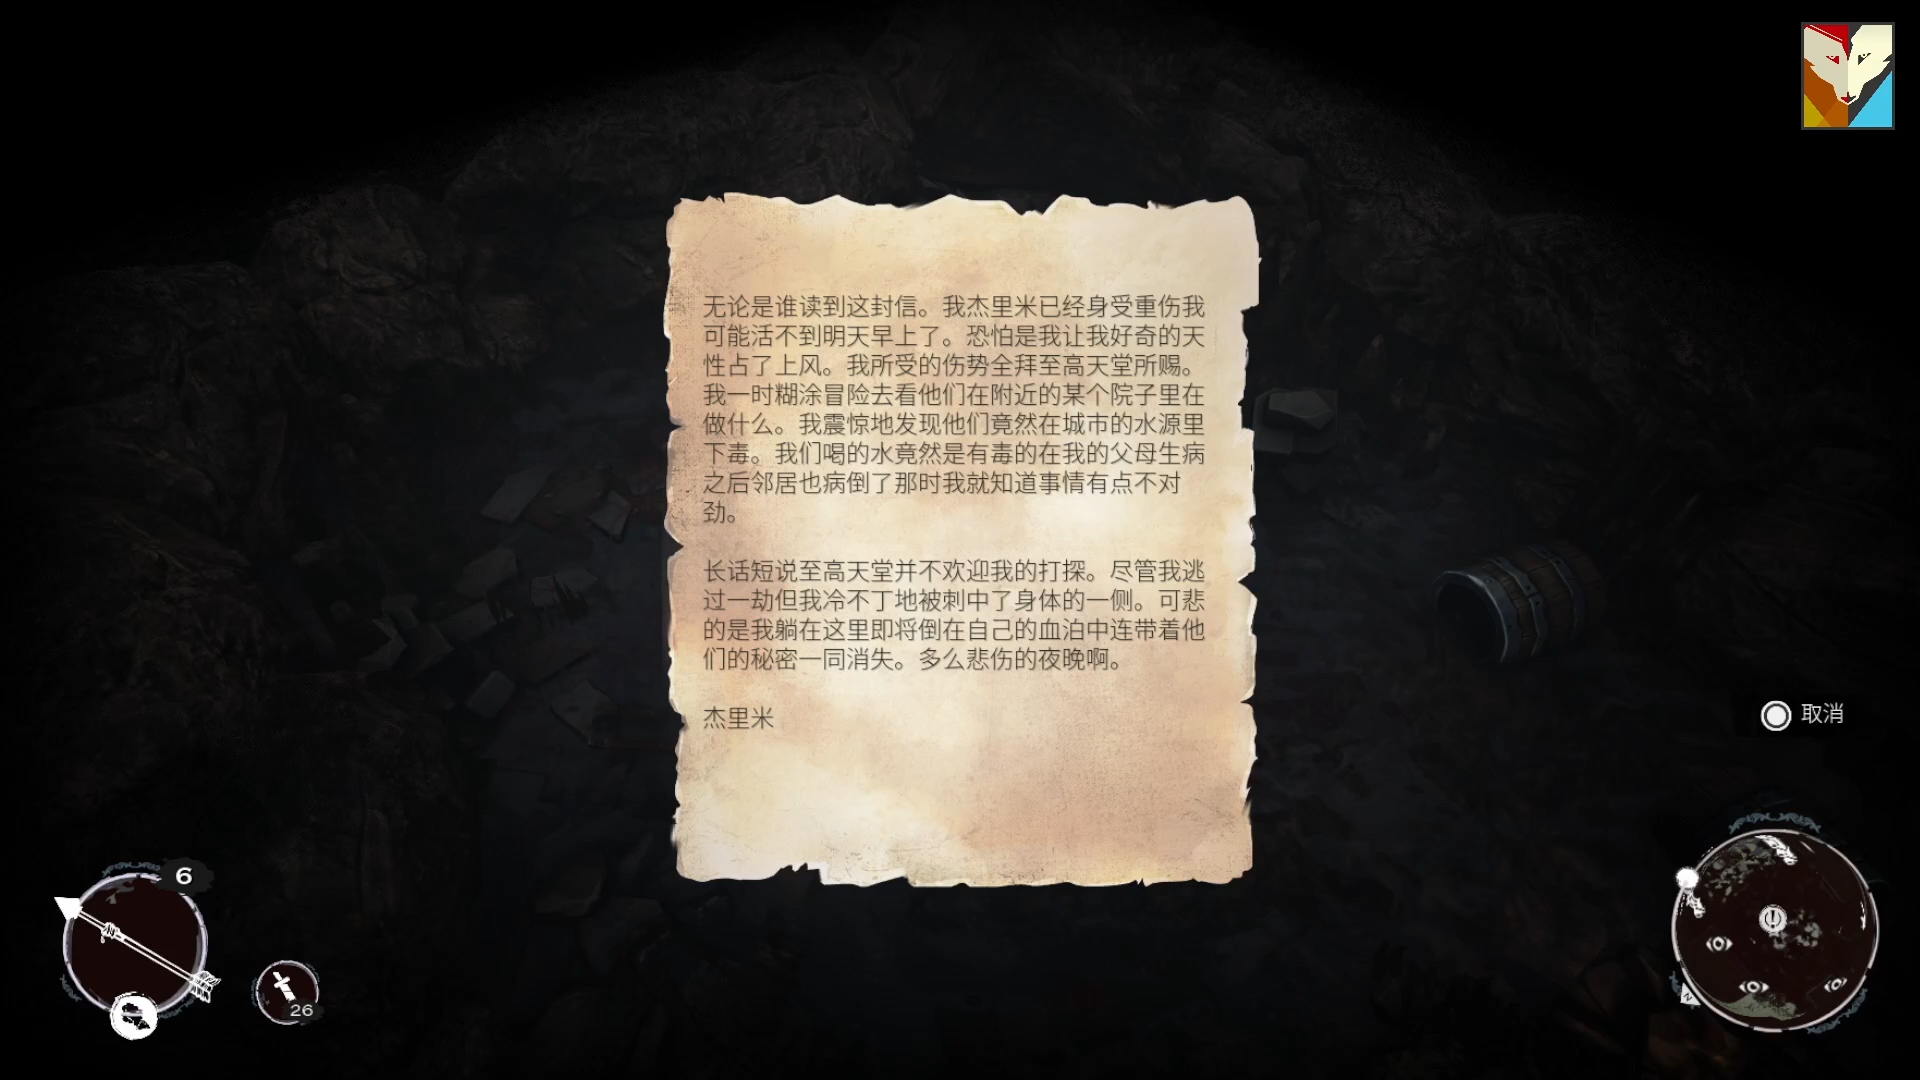 无论是谁读到这封信。我杰里米已经身受重伤我
可能活不到明天早上了。恐怕是我让我好奇的天
性占了上风。我所受的伤势全拜至高天堂所赐。
我一时糊涂冒险去看他们在附近的某个院子里在
做什么。我震惊地发现他们竟然在城市的水源里
下毒。我们喝的水竟然是有毒的在我的父母生病
之后邻居也病倒了那时我就知道事情有点不对
劲。
长话短说至高天堂并不欢迎我的打探。尽管我逃
过一劫但我冷不丁地被刺中了身体的一侧。可悲
的是我躺在这里即将倒在自己的血泊中连带着他
们的秘密一同消失。多么悲伤的夜晚啊。
杰里米
取消
6
26
N